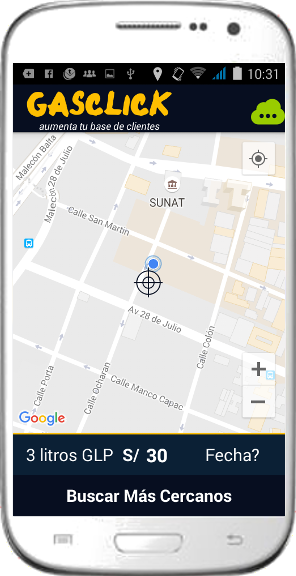 10:31
GASCLICK
aumenta tu base de clientes
Malecón Balta
Malecón 28 de Julio
SUNAT
Calle San Martin
Av 28 de Julio
Calle Colón
Calle Porta
Calle Ocharan
Calle Manco Capac
+
−
Google
3 litros GLP S/ 30 Fecha?
Buscar Más Cercanos